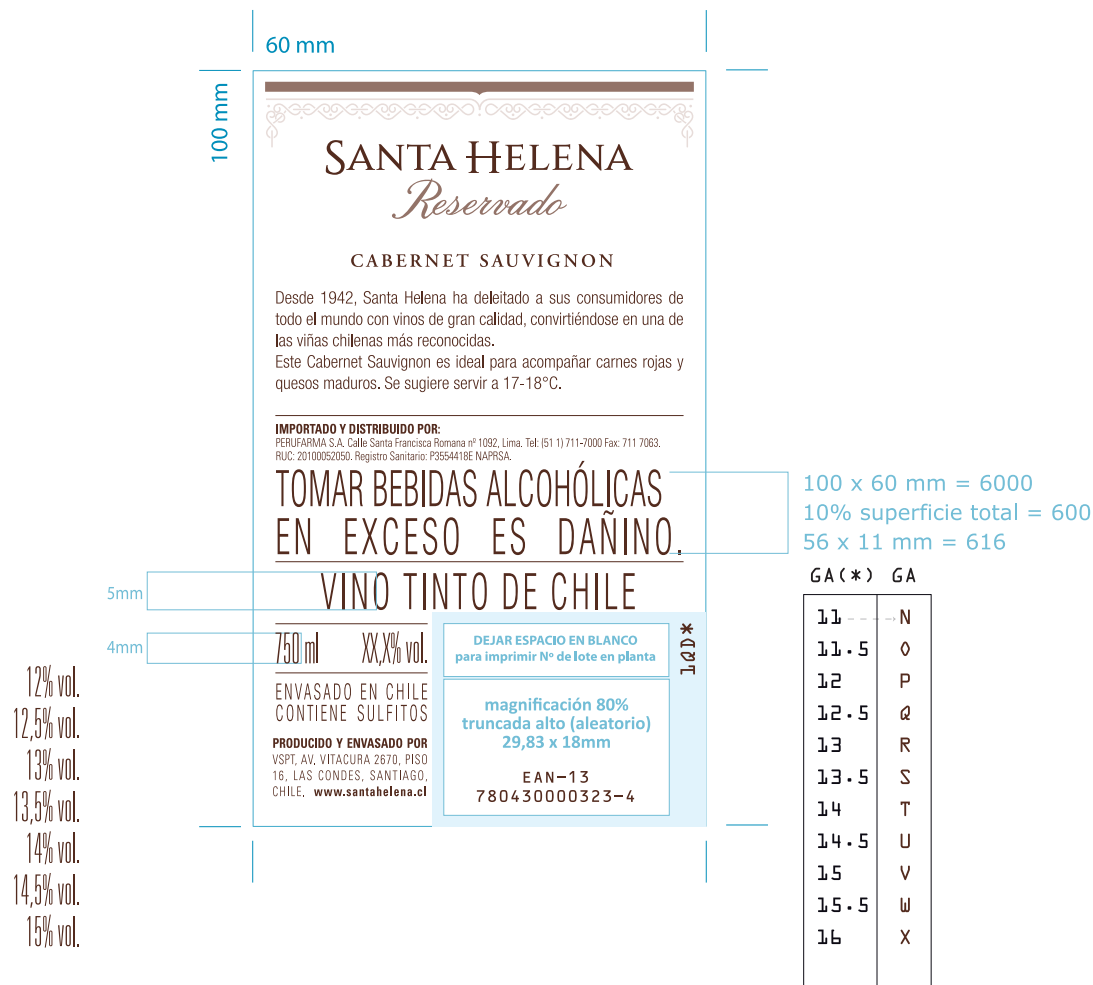 60 mm
100 mm
SANTA HELENA
Reservado
CABERNET SAUVIGNON
Desde 1942, Santa Helena ha deleitado a sus consumidores de
todo el mundo con vinos de gran calidad, convirtiéndose en una de
las viñas chilenas más reconocidas.
Este Cabernet Sauvignon es ideal para acompañar carnes rojas y
quesos maduros. Se sugiere servir a 17-18°C.
IMPORTADO Y DISTRIBUIDO POR:
PERUFARMA S.A. Calle Santa Francisca Romana nº 1092, Lima. Tel: (51 1) 711-7000 Fax: 711 7063.
RUC: 20100052050. Registro Sanitario: P3554418E NAPRSA.
TOMAR BEBIDAS ALCOHÓLICAS
EN EXCESO ES DAÑINO.
100 x 60 mm = 6000
10% superficie total = 600
56 x 11 mm = 616
5mm
VINO TINTO DE CHILE
4mm
750 ml XX,X% vol.
ENVASADO EN CHILE
CONTIENE SULFITOS
PRODUCIDO Y ENVASADO POR
VSPT, AV. VITACURA 2670, PISO
16, LAS CONDES, SANTIAGO,
CHILE. www.santahelena.cl
DEJAR ESPACIO EN BLANCO
para imprimir Nº de lote en planta
LQD*
magnificación 80%
truncada alto (aleatorio)
29,83 x 18mm
EAN-13
780430000323-4
12% vol.
12,5% vol.
13% vol.
13,5% vol.
14% vol.
14,5% vol.
15% vol.
GA(*) GA
11 N
11.5 O
12 P
12.5 Q
13 R
13.5 S
14 T
14.5 U
15 V
15.5 W
16 X